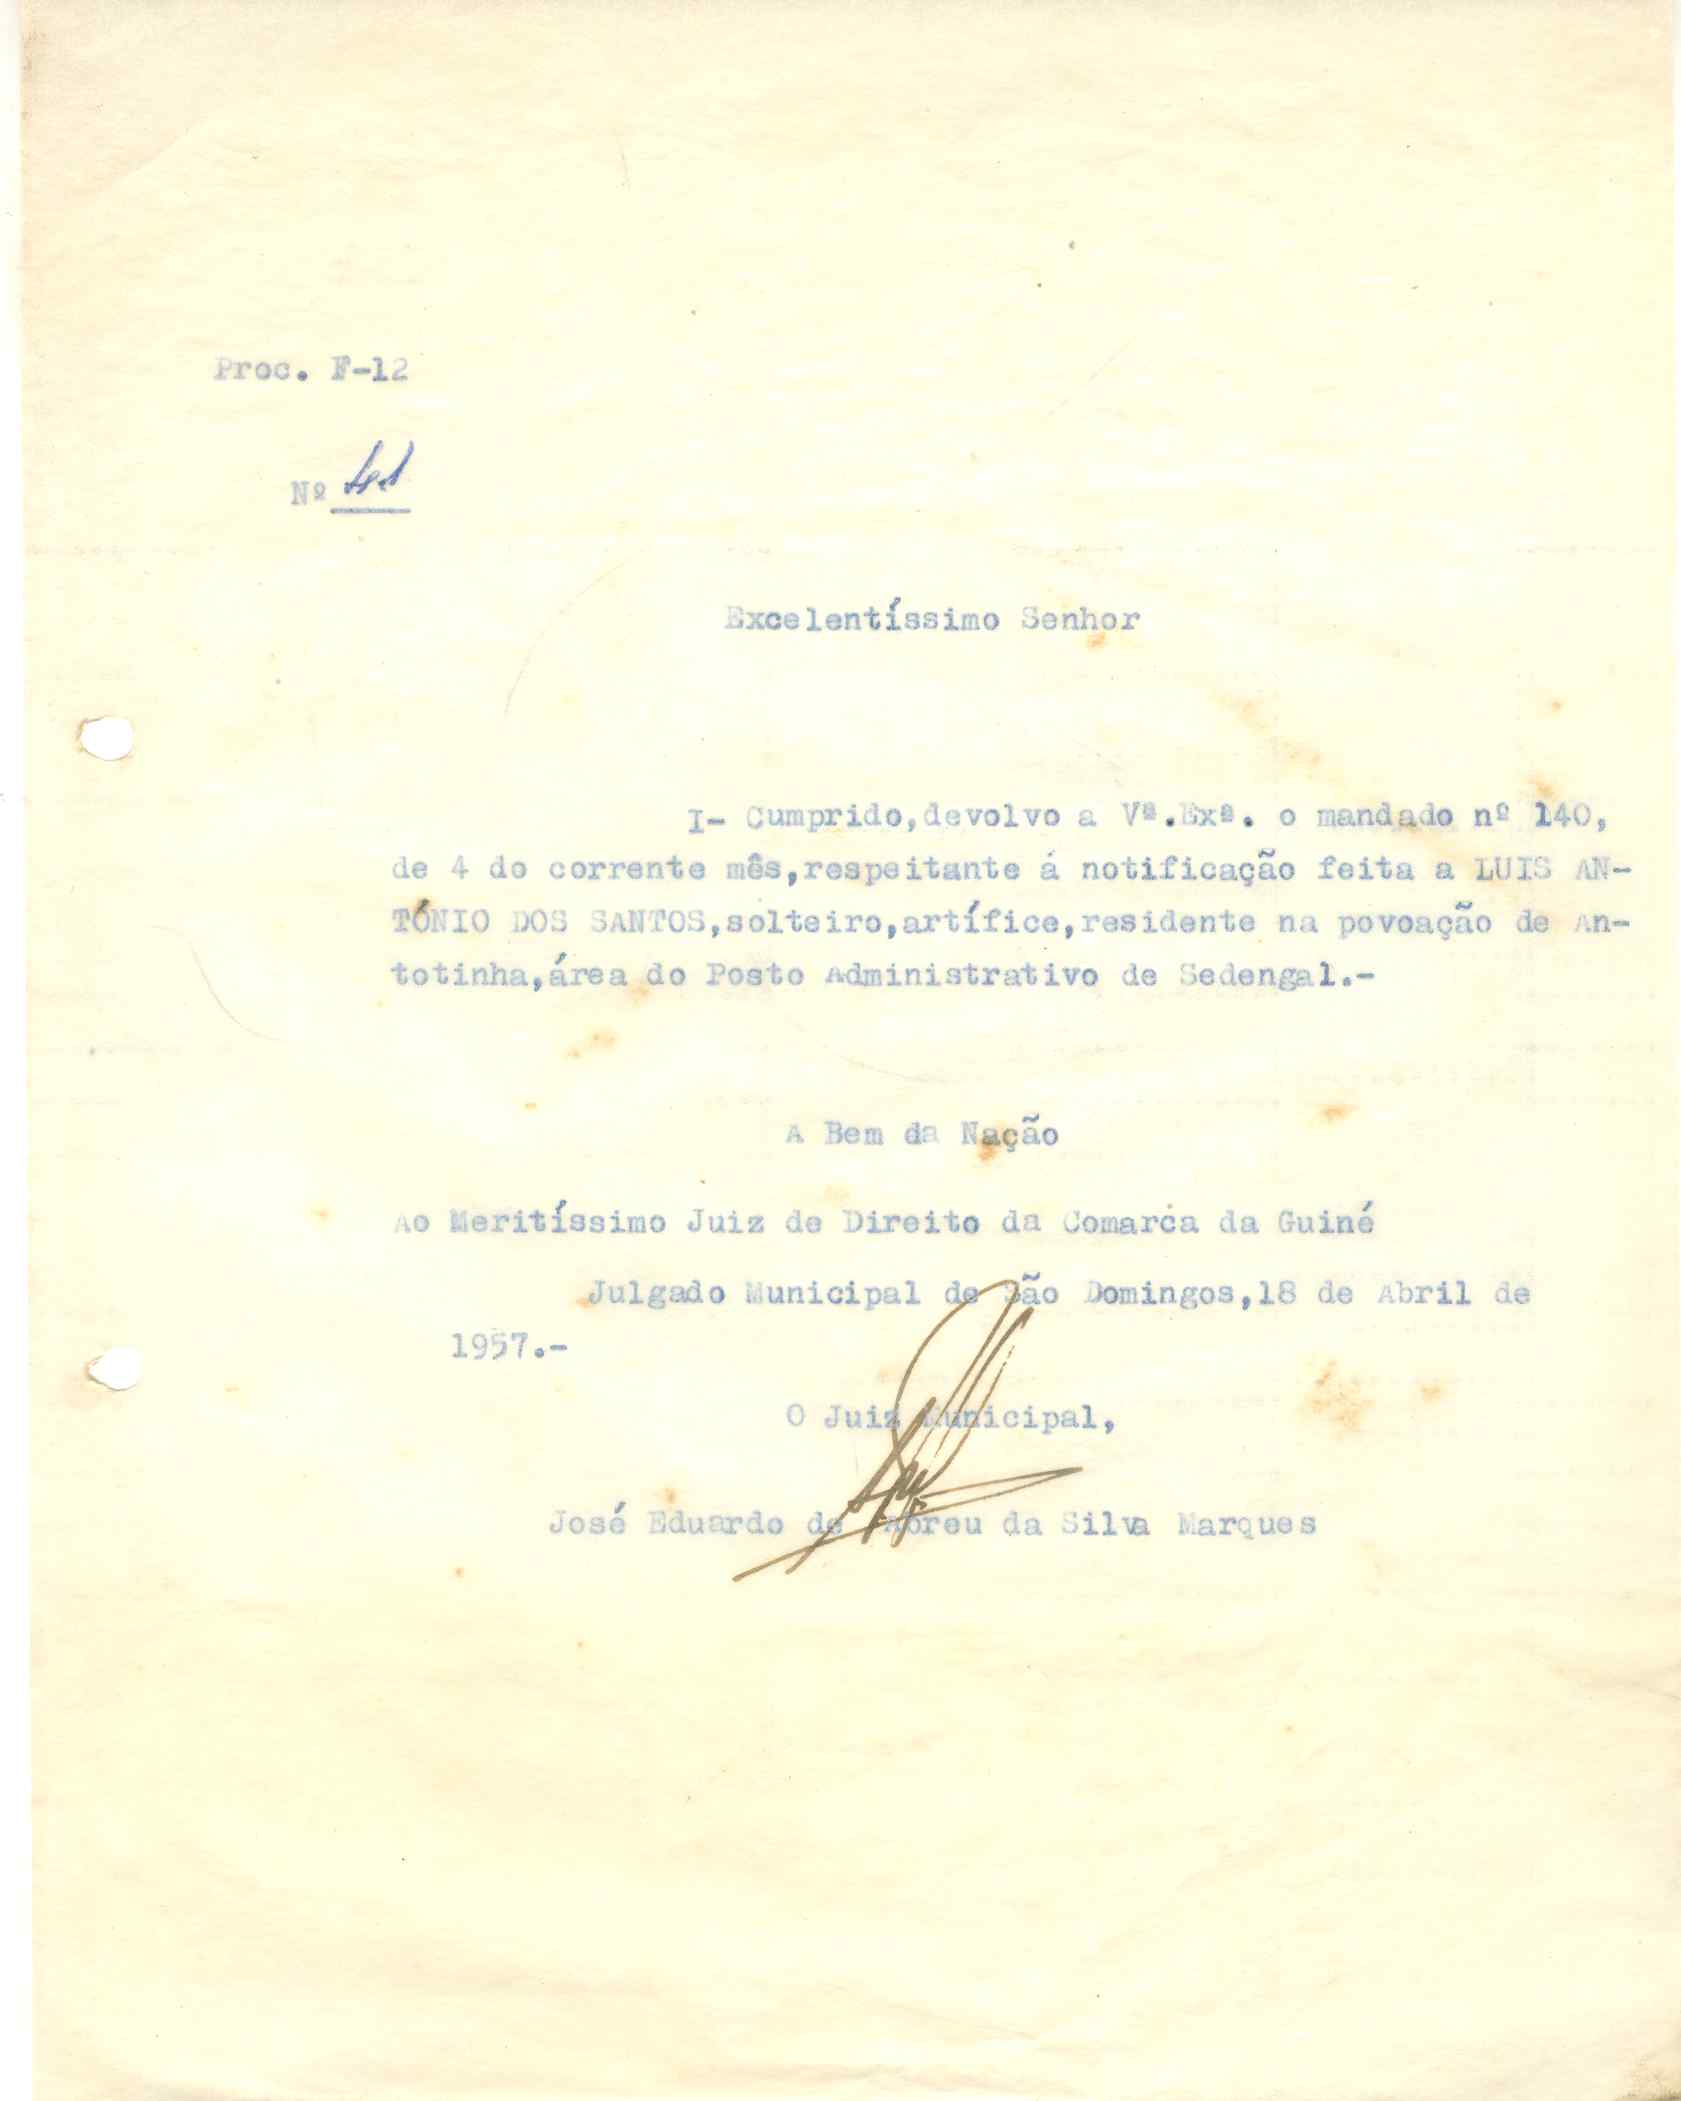 Proc. F-12
Nº 41
Excelentíssimo Senhor
I- Cumprido,devolvo a Vª.Exª. o mandado nº 140,
de 4 do corrente mês,respeitante á notificação feita a LUIS AN-
TÓNIO DOS SANTOS,solteiro,artífice,residente na povoação de An-
totinha,área do Posto Administrativo de Sedengal.-
A Bem da Nação
Ao Meritíssimo Juiz de Direito da Comarca da Guiné
Julgado Municipal de São Domingos,18 de Abril de
1957.-
O Juiz Municipal,
José Eduardo de Abreu da Silva Marques